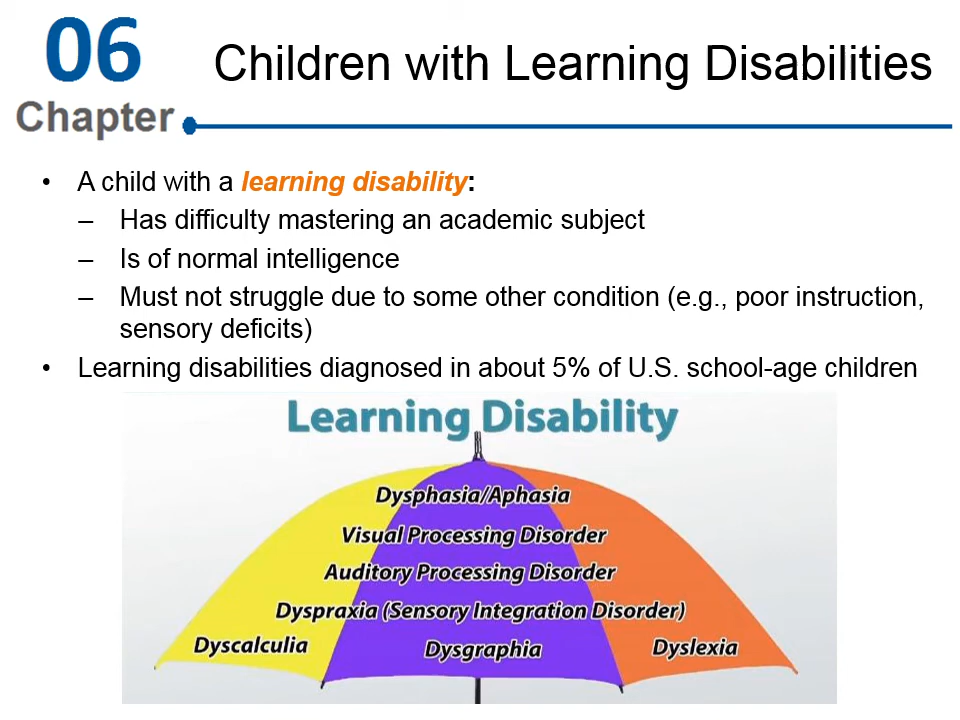 06
Chapter
Children with Learning Disabilities
• A child with a learning disability:
– Has difficulty mastering an academic subject
– Is of normal intelligence
– Must not struggle due to some other condition (e.g., poor instruction,
sensory deficits)
• Learning disabilities diagnosed in about 5% of U.S. school-age children
Learning Disability
Dysphasia/Aphasia
Visual Processing Disorder
Auditory Processing Disorder
Dyspraxia (Sensory Integration Disorder)
Dyscalculia
Dysgraphia
Dyslexia